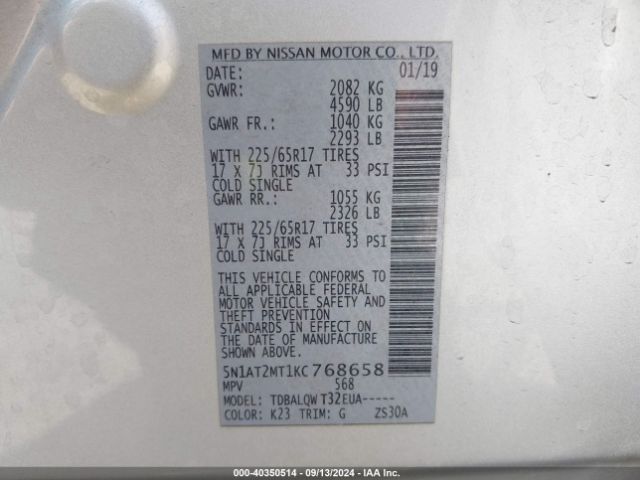 MFD BY NISSAN MOTOR CO., LTD.
DATE: 01/19
GVWR: 2082 KG
4590 LB
GAWR FR.: 1040 KG
2293 LB
WITH 225/65R17 TIRES
17 X 7J RIMS AT 33 PSI
COLD SINGLE
GAWR RR.: 1055 KG
2326 LB
WITH 225/65R17 TIRES
17 X 7J RIMS AT 33 PSI
COLD SINGLE
THIS VEHICLE CONFORMS TO
ALL APPLICABLE FEDERAL
MOTOR VEHICLE SAFETY AND
THEFT PREVENTION
STANDARDS IN EFFECT ON
THE DATE OF MANUFACTURE
SHOWN ABOVE.
5N1AT2MT1KC768658
MPV 568
MODEL: TDBALQW T32EUA-----
COLOR: K23 TRIM: G ZS30A
000-40350514 - 09/13/2024 - IAA Inc.